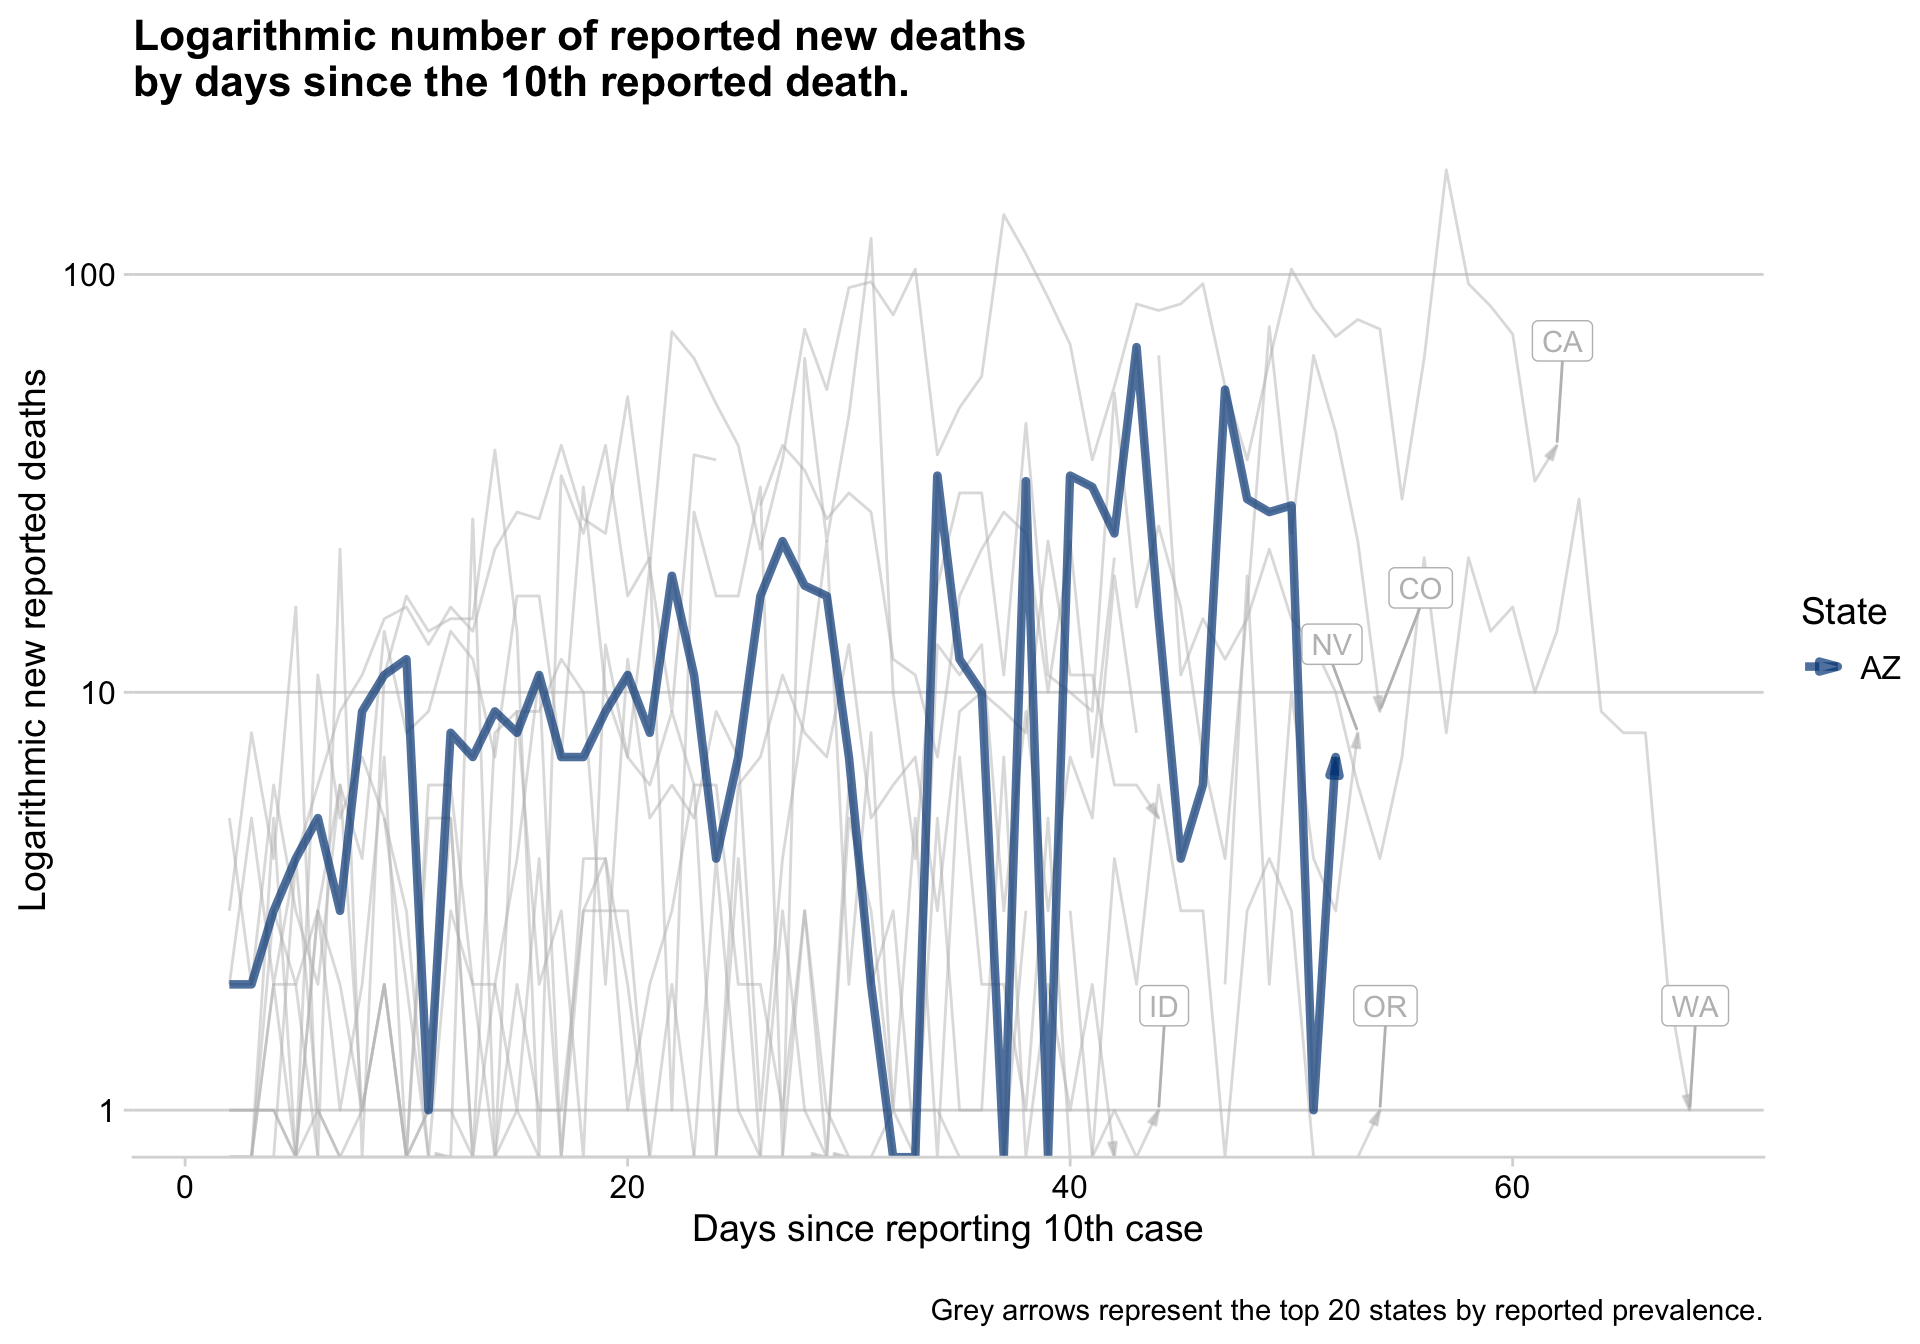 Logarithmic number of reported new deaths
by days since the 10th reported death.
Logarithmic new reported deaths
100
10
1
CA
CO
NV
ID
OR
WA
State
AZ
0
20
40
60
Days since reporting 10th case
Grey arrows represent the top 20 states by reported prevalence.